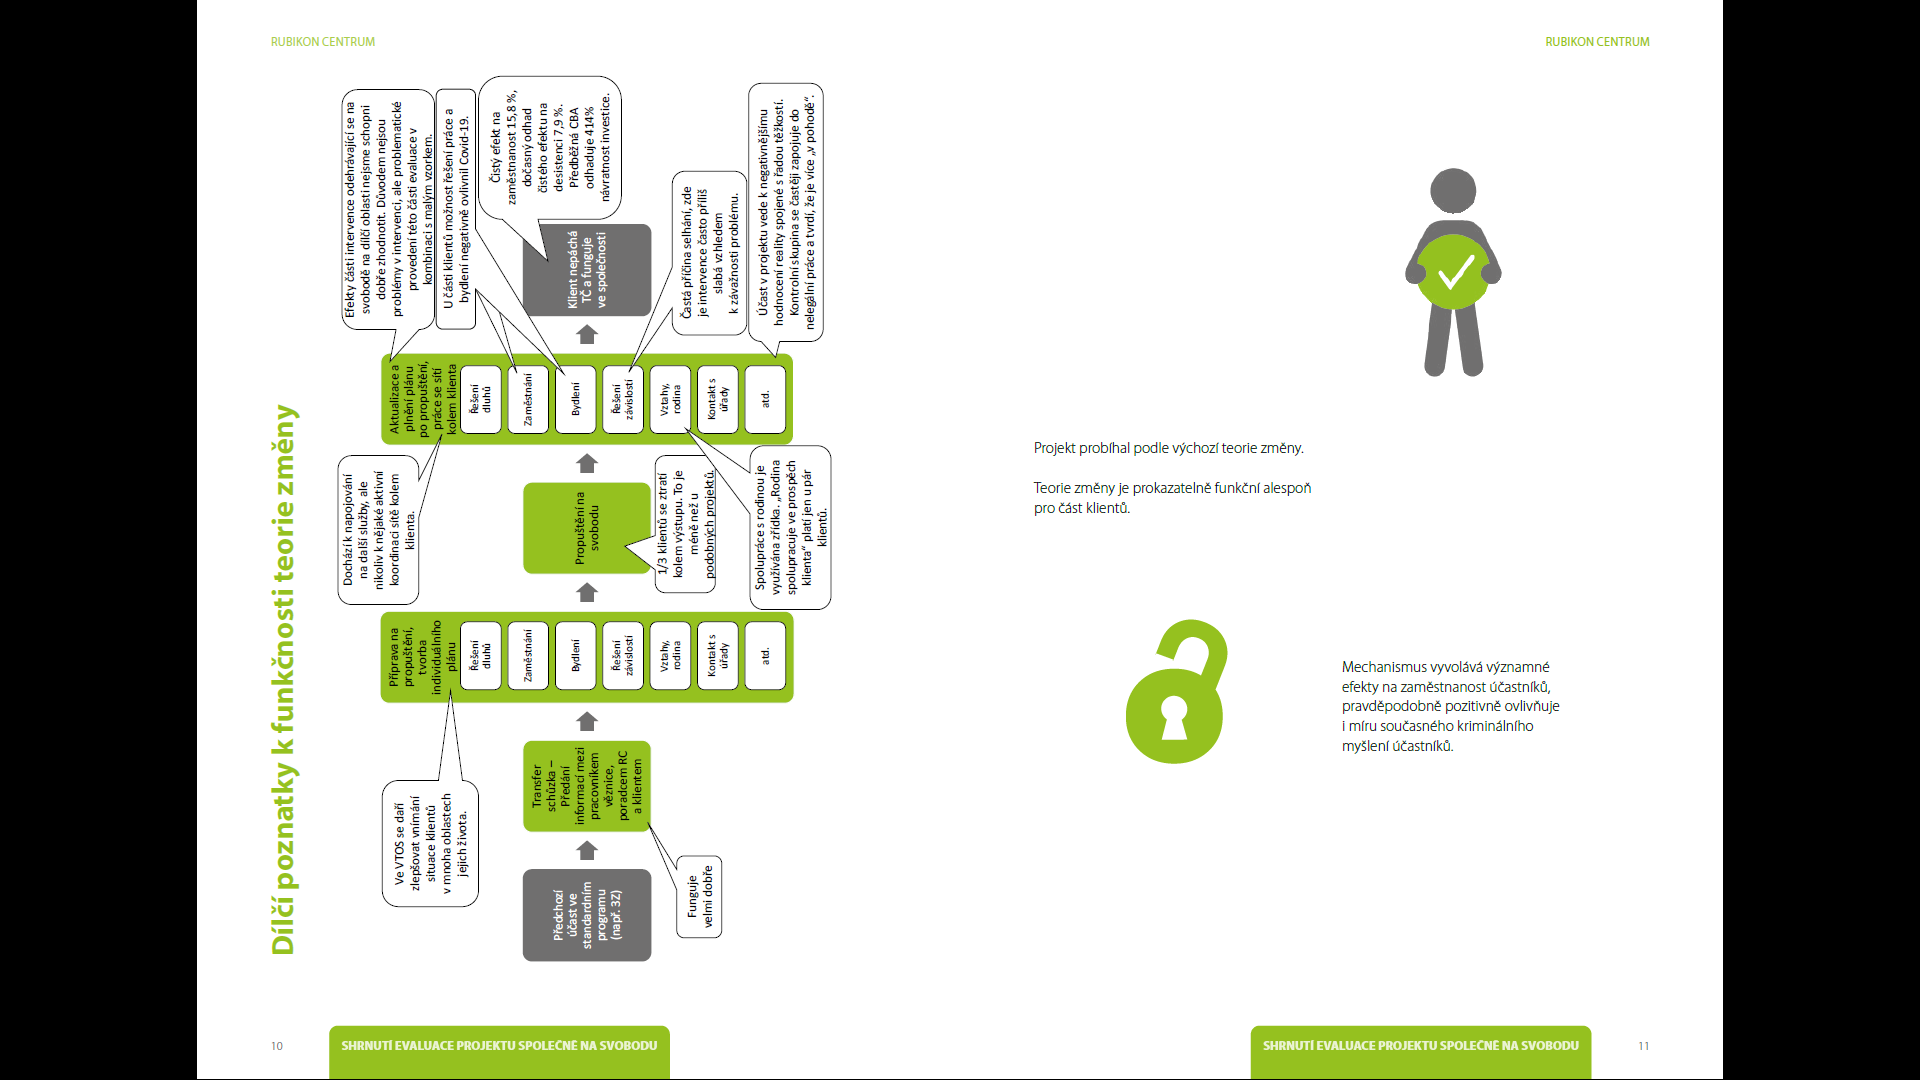 RUBIKON CENTRUM
Dílčí poznatky k funkčnosti teorie změny
Předchozí
účast ve
standardním
programu
(např. 3Z)
Transfer
schůzka –
Předání
informací mezi
pracovníkem
věznice,
poradcem RC
a klientem
Funguje
velmi dobře
Ve VTOS se daří
zlepšovat vnímání
situace klientů
v mnoha oblastech
jejich života.
Příprava na
propuštění,
tvorba
individuálního
plánu
Řešení
dluhů
Zaměstnání
Bydlení
Řešení
závislostí
Vztahy,
rodina
Kontakt s
úřady
atd.
Propuštění na
svobodu
Dochází k napojování
na další služby, ale
nikoliv k nějaké aktivní
koordinaci sítě kolem
klienta.
1/3 klientů se ztratí
kolem výstupu. To je
méně než u
podobných projektů.
Spolupráce s rodinou je
využívána zřídka. „Rodina
spolupracuje ve prospěch
klienta“ platí jen u pár
klientů.
Aktualizace a
plnění plánu
po propuštění,
práce se sítí
kolem klienta
Řešení
dluhů
Zaměstnání
Bydlení
Řešení
závislostí
Vztahy,
rodina
Kontakt s
úřady
atd.
Efekty části intervence odehrávající se na
svobodě na dílčí oblasti nejsme schopni
dobře zhodnotit. Důvodem nejsou
problémy v intervenci, ale problematické
provedení této části evaluace v
kombinaci s malým vzorkem.
U části klientů možnost řešení práce a
bydlení negativně ovlivnil Covid-19.
Čistý efekt na
zaměstnanost 15,8 %,
dočasný odhad
čistého efektu na
desistenci 7,9 %.
Předběžná CBA
odhaduje 414%
návratnost investice.
Klient nepáchá
TČ a funguje
ve společnosti
Častá příčina selhání, zde
je intervence často příliš
slabá vzhledem
k závažnosti problému.
Účast v projektu vede k negativnějšímu
hodnocení reality spojené s řadou těžkostí.
Kontrolní skupina se častěji zapojuje do
nelegální práce a tvrdí, že je více „v pohodě“.
10
SHRNUTÍ EVALUACE PROJEKTU SPOLEČNĚ NA SVOBODU
RUBIKON CENTRUM
Projekt probíhal podle výchozí teorie změny.
Teorie změny je prokazatelně funkční alespoň
pro část klientů.
Mechanismus vyvolává významné
efekty na zaměstnanost účastníků,
pravděpodobně pozitivně ovlivňuje
i míru současného kriminálního
myšlení účastníků.
SHRNUTÍ EVALUACE PROJEKTU SPOLEČNĚ NA SVOBODU
11